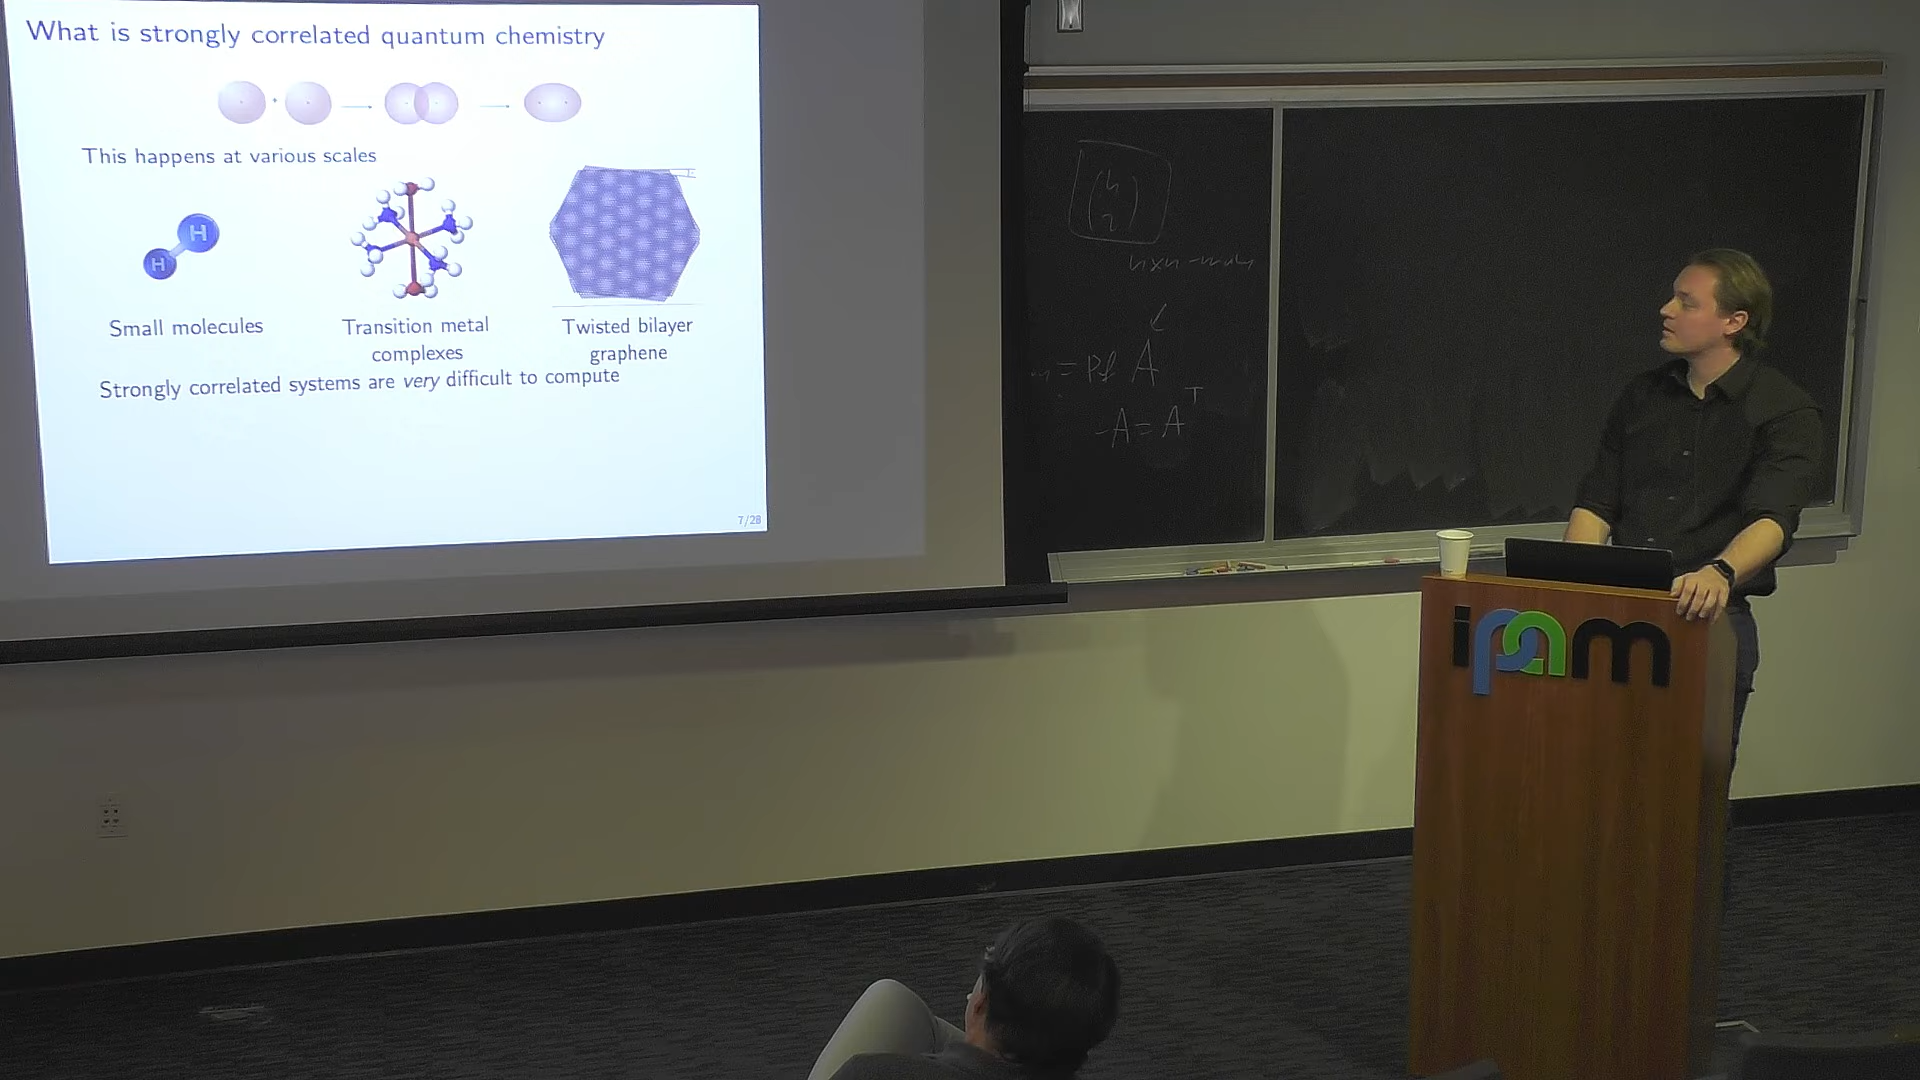 What is strongly correlated quantum chemistry
This happens at various scales
H
H
Small molecules
Transition metal
complexes
Twisted bilayer
graphene
Strongly correlated systems are very difficult to compute
7/28
= Pf A
-A = A^T
ipam